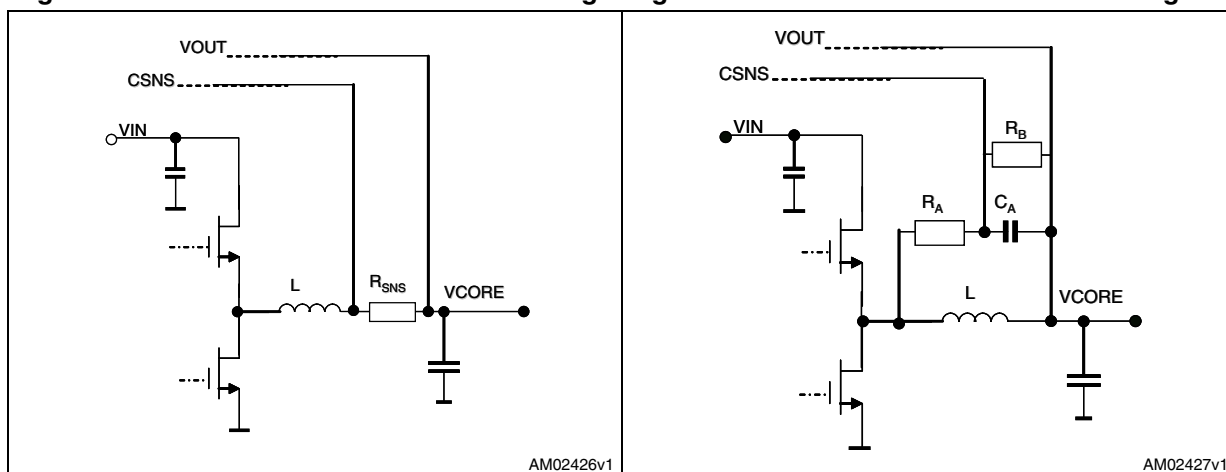 VOUT
CSNS
VIN
L
RSNS
VCORE
AM02426v1
VOUT
CSNS
VIN
RB
RA
CA
L
VCORE
AM02427v1